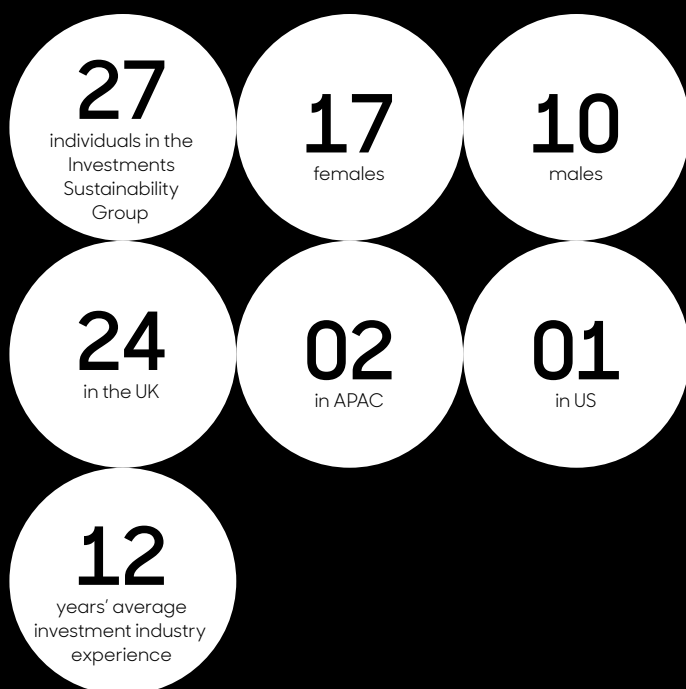 27
individuals in the
Investments
Sustainability
Group
17
females
10
males
24
in the UK
02
in APAC
01
in US
12
years’ average
investment industry
experience